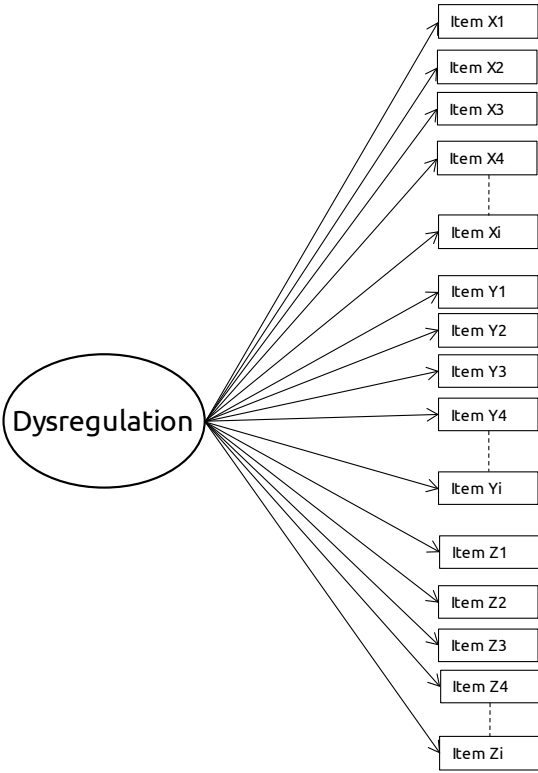 Item X1
Item X2
Item X3
Item X4
Item Xi
Item Y1
Item Y2
Item Y3
Dysregulation
Item Y4
Item Yi
Item Z1
Item Z2
Item Z3
Item Z4
Item Zi